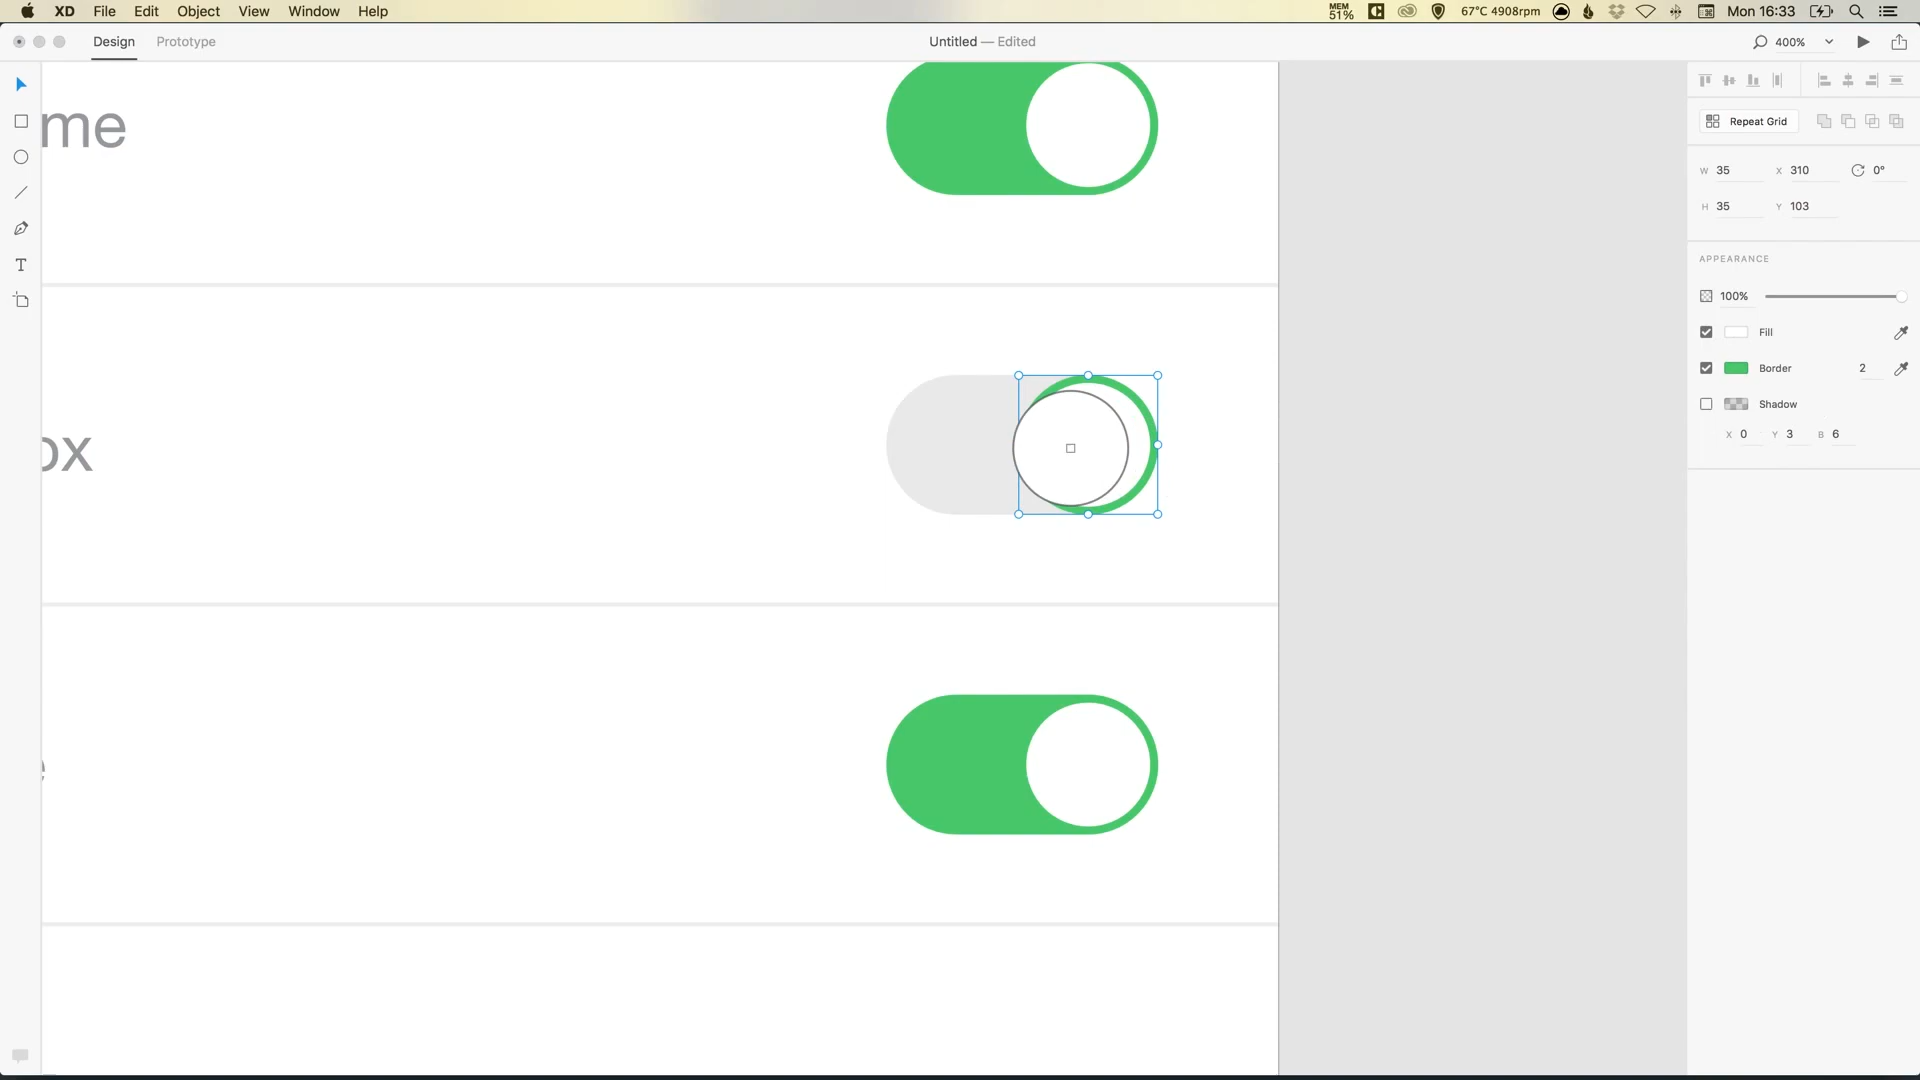 XD File Edit Object View Window Help MEM 51% 67°C 4908rpm Mon 16:33
Design Prototype Untitled — Edited 400%
me
Repeat Grid
W 35 X 310 0°
H 35 Y 103
APPEARANCE
100%
Fill
Border 2
Shadow
X 0 Y 3 B 6
ox
e
T